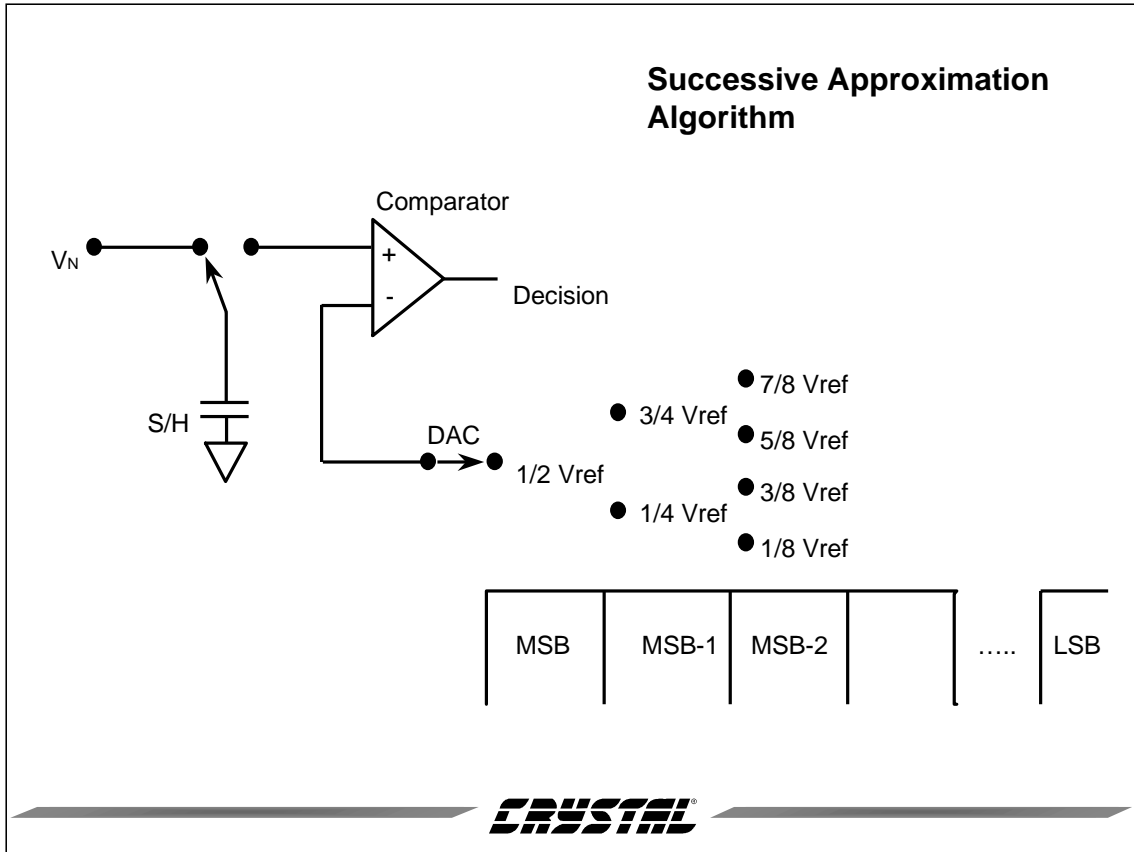 Successive Approximation
Algorithm
Comparator
VN
+
-
Decision
S/H
DAC
1/2 Vref
3/4 Vref
1/4 Vref
7/8 Vref
5/8 Vref
3/8 Vref
1/8 Vref
MSB
MSB-1
MSB-2
…..
LSB
CRYSTAL®